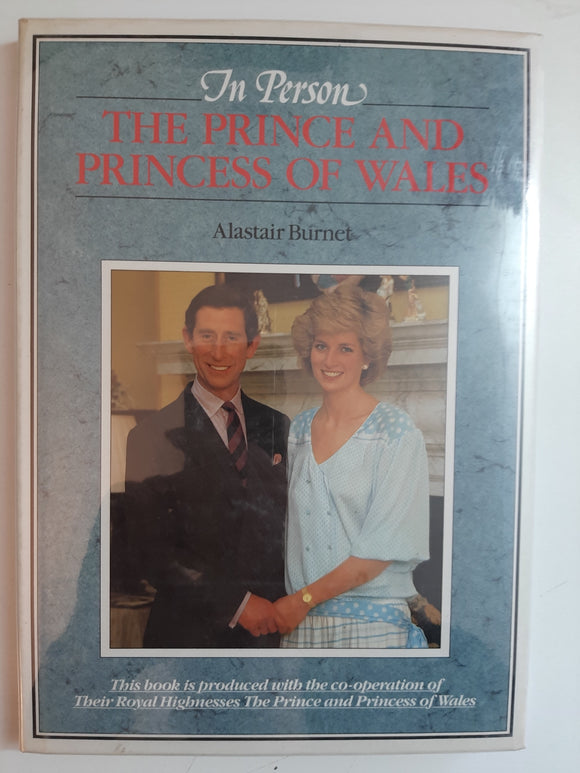 In Person
THE PRINCE AND
PRINCESS OF WALES
Alastair Burnet
This book is produced with the co-operation of
Their Royal Highnesses The Prince and Princess of Wales